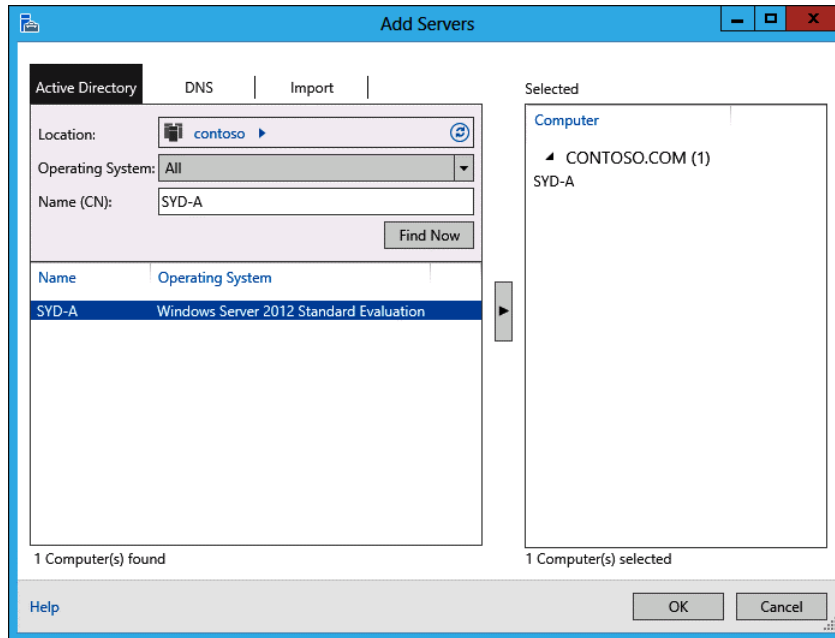 Add Servers
Active Directory
DNS
Import
Location:
contoso
Operating System:
All
Name (CN):
SYD-A
Find Now
Name
Operating System
SYD-A
Windows Server 2012 Standard Evaluation
1 Computer(s) found
Selected
Computer
CONTOSO.COM (1)
SYD-A
1 Computer(s) selected
Help
OK
Cancel